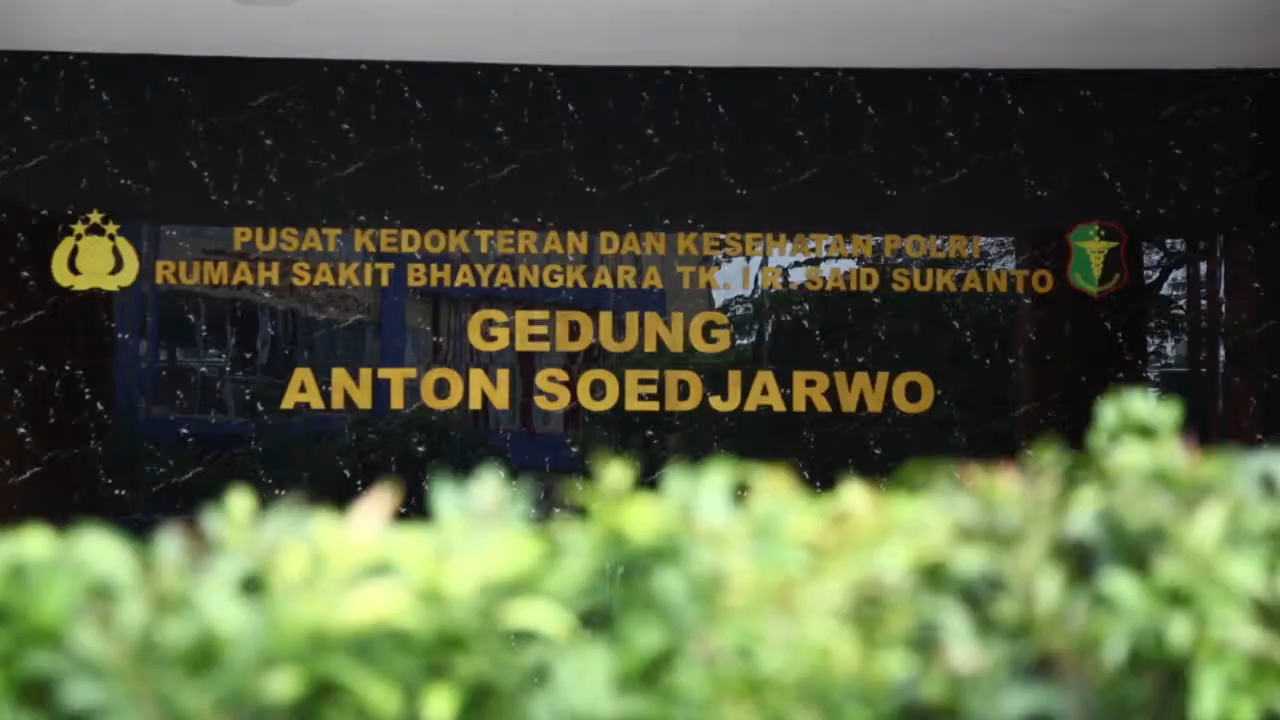 PUSAT KEDOKTERAN DAN KESEHATAN POLRI
RUMAH SAKIT BHAYANGKARA TK. I R. SAID SUKANTO
GEDUNG
ANTON SOEDJARWO